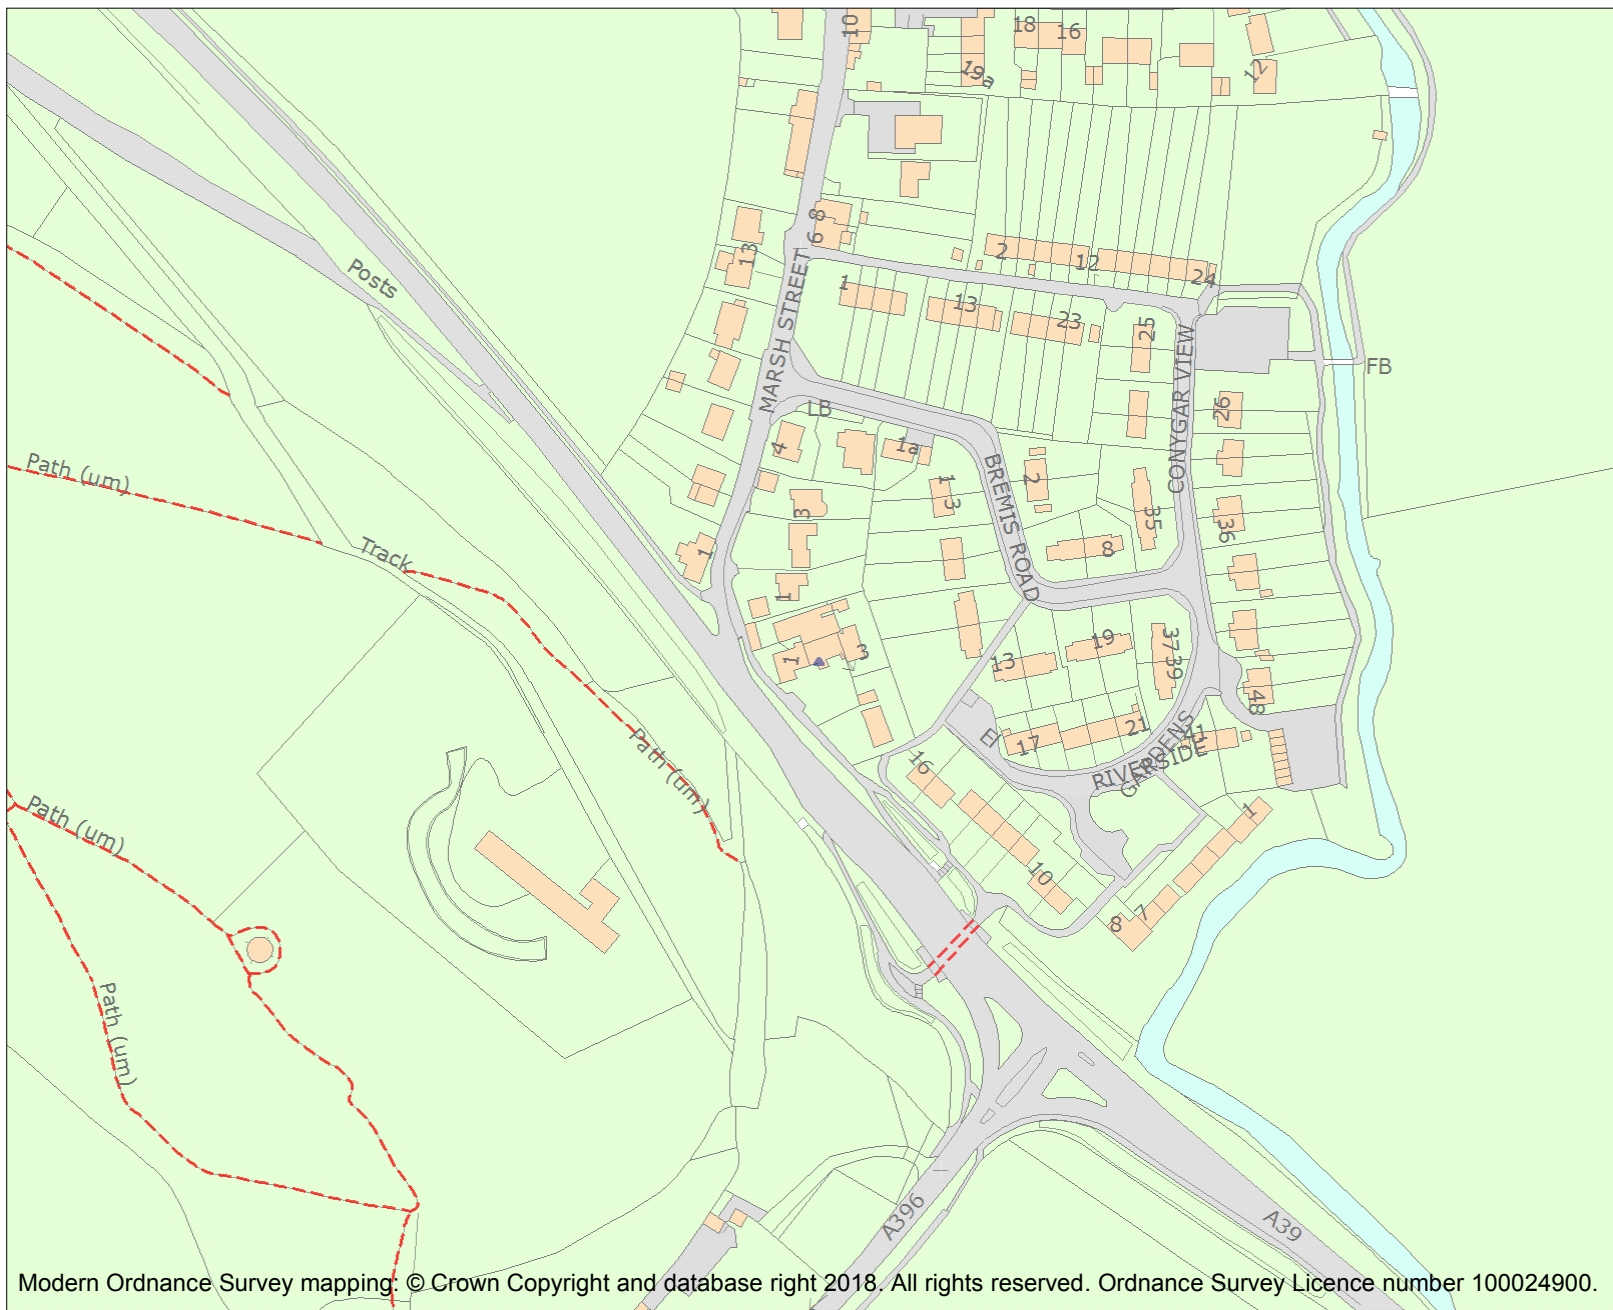 10
18
16
19a
12
8
6
2
12
24
13
Posts
1
13
23
25
MARSH STREET
CONYGAR VIEW
FB
LB
26
4
1a
Path (um)
BREMIS ROAD
2
1
3
3
35
36
Track
1
8
1
13
19
37 39
1
3
48
Path (um)
El
17
21
41
RIVERSIDE
GARDENS
16
Path (um)
1
10
8
7
Path (um)
A396
A39
Modern Ordnance Survey mapping: © Crown Copyright and database right 2018. All rights reserved. Ordnance Survey Licence number 100024900.